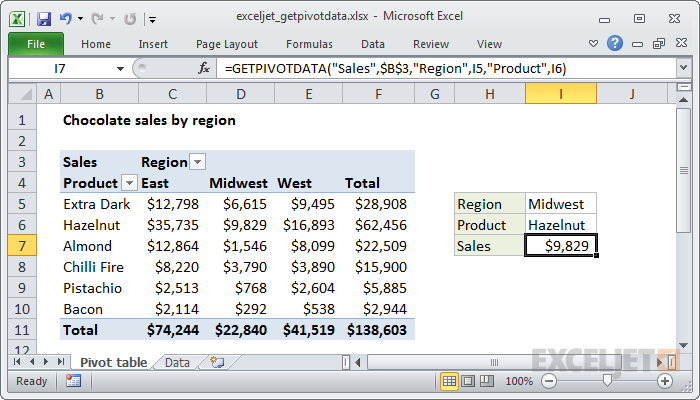 exceljet_getpivotdata.xlsx - Microsoft Excel
File Home Insert Page Layout Formulas Data Review View
I7 fx =GETPIVOTDATA("Sales",$B$3,"Region",I5,"Product",I6)
A B C D E F G H I J
1 Chocolate sales by region
2
3 Sales Region
4 Product East Midwest West Total
5 Extra Dark $12,798 $6,615 $9,495 $28,908 Region Midwest
6 Hazelnut $35,735 $9,829 $16,893 $62,456 Product Hazelnut
7 Almond $12,864 $1,546 $8,099 $22,509 Sales $9,829
8 Chilli Fire $8,220 $3,790 $3,890 $15,900
9 Pistachio $2,513 $768 $2,604 $5,885
10 Bacon $2,114 $292 $538 $2,944
11 Total $74,244 $22,840 $41,519 $138,603
12
Pivot table Data
EXCELJET
Ready 100%